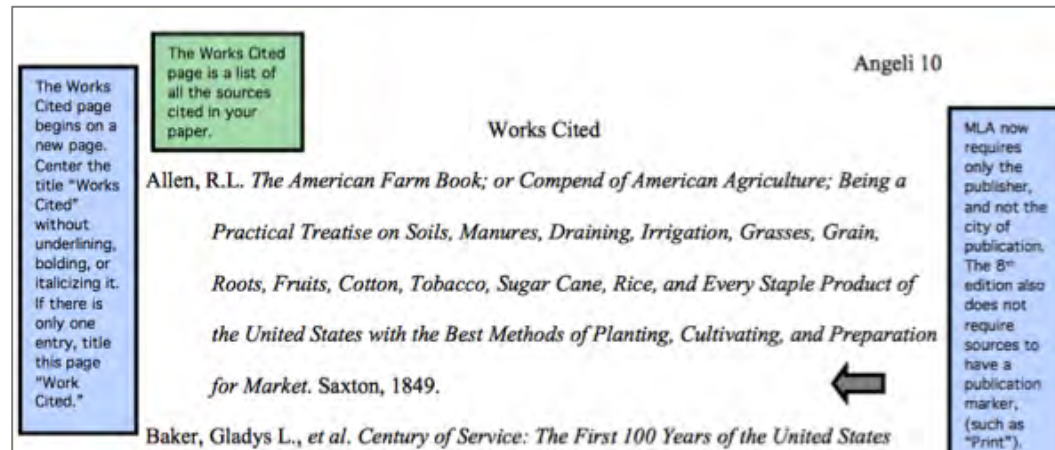 The Works Cited
page is a list of
all the sources
cited in your
paper.
Angeli 10
The Works
Cited page
begins on a
new page.
Center the
title "Works
Cited"
without
underlining,
bolding, or
italicizing it.
If there is
only one
entry, title
this page
"Work
Cited."
Works Cited
Allen, R.L. The American Farm Book; or Compend of American Agriculture; Being a
Practical Treatise on Soils, Manures, Draining, Irrigation, Grasses, Grain,
Roots, Fruits, Cotton, Tobacco, Sugar Cane, Rice, and Every Staple Product of
the United States with the Best Methods of Planting, Cultivating, and Preparation
for Market. Saxton, 1849.
Baker, Gladys L., et al. Century of Service: The First 100 Years of the United States
MLA now
requires
only the
publisher,
and not the
city of
publication.
The 8th
edition also
does not
require
sources to
have a
publication
marker,
(such as
"Print").